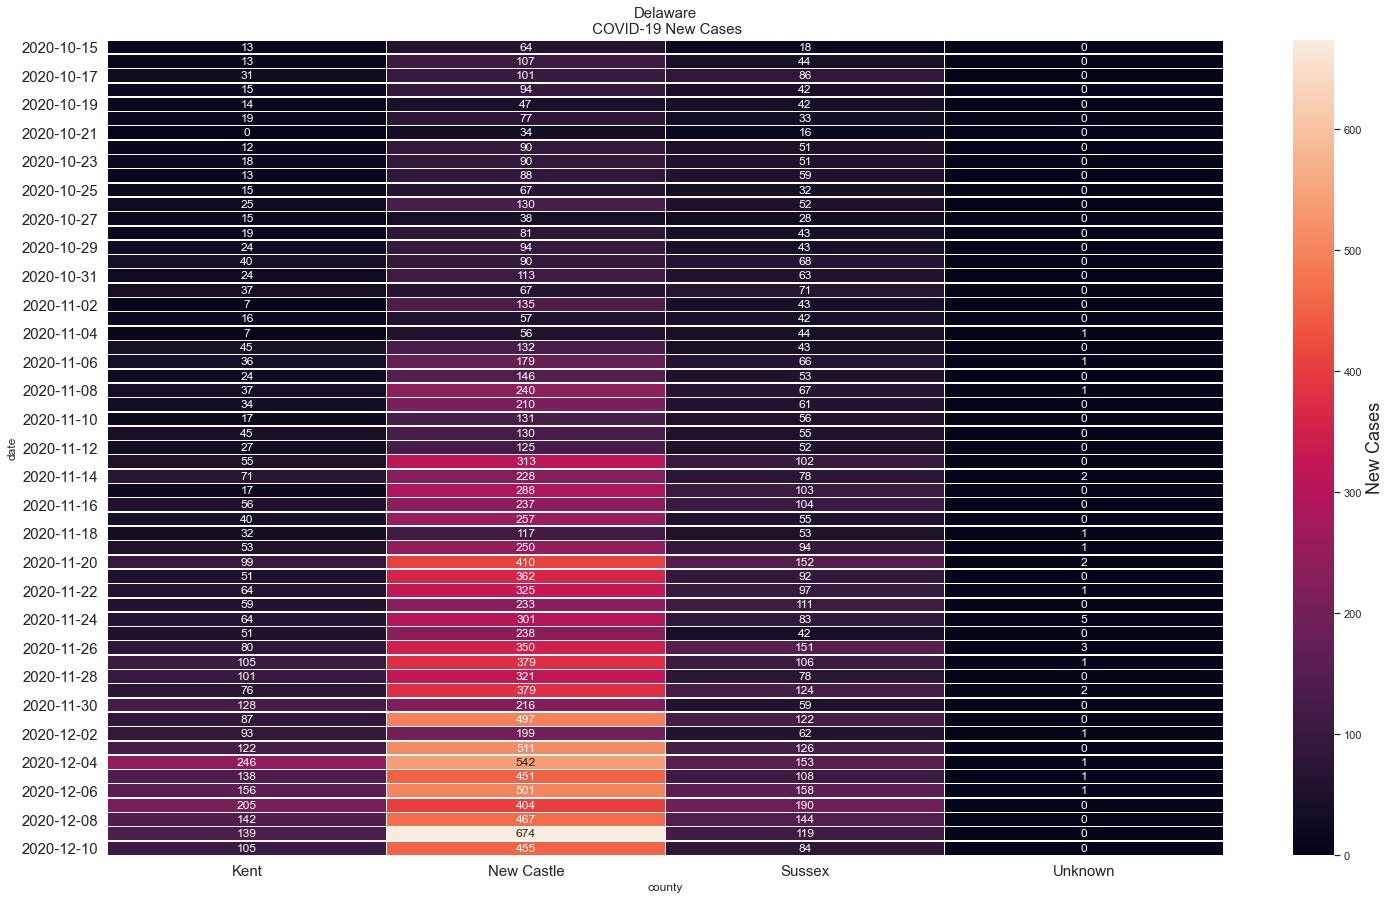 Delaware
COVID-19 New Cases
2020-10-15 13 64 18 0
13 107 44 0
2020-10-17 31 101 86 0
15 94 42 0
2020-10-19 14 47 42 0
19 77 33 0
2020-10-21 0 34 16 0
12 90 51 0
2020-10-23 18 90 51 0
13 88 59 0
2020-10-25 15 67 32 0
25 130 52 0
2020-10-27 15 38 28 0
19 81 43 0
2020-10-29 24 94 43 0
40 90 68 0
2020-10-31 24 113 63 0
37 67 71 0
2020-11-02 7 135 43 0
16 57 42 0
2020-11-04 7 56 44 1
45 132 43 0
2020-11-06 36 179 66 1
24 146 53 0
2020-11-08 37 240 67 1
34 210 61 0
2020-11-10 17 131 56 0
45 130 55 0
2020-11-12 27 125 52 0
55 313 102 0
2020-11-14 71 228 78 2
17 288 103 0
2020-11-16 56 237 104 0
40 257 55 0
2020-11-18 32 117 53 1
53 250 94 1
2020-11-20 99 410 152 2
51 362 92 0
2020-11-22 64 325 97 1
59 233 111 0
2020-11-24 64 301 83 5
51 238 42 0
2020-11-26 80 350 151 3
105 379 106 1
2020-11-28 101 321 78 0
76 379 124 2
2020-11-30 128 216 59 0
87 497 122 0
2020-12-02 93 199 62 1
122 511 126 0
2020-12-04 246 542 153 1
138 451 108 1
2020-12-06 156 501 158 1
205 404 190 0
2020-12-08 142 467 144 0
139 674 119 0
2020-12-10 105 455 84 0
Kent New Castle Sussex Unknown
county
date
600
500
400
300
200
100
0
New Cases